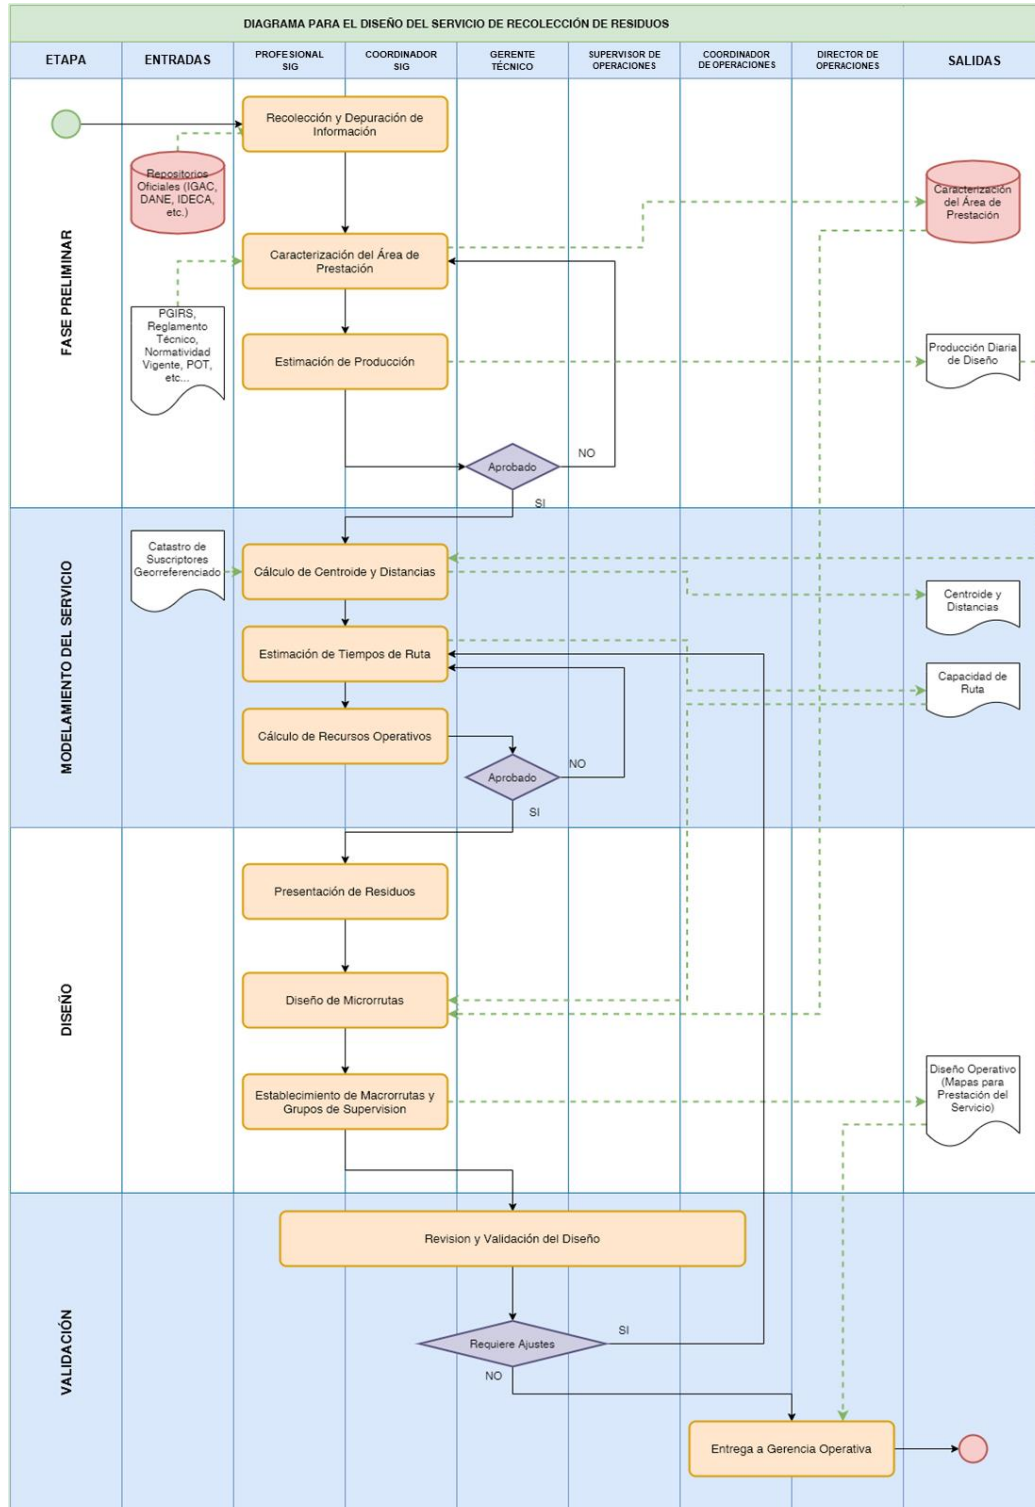 DIAGRAMA PARA EL DISEÑO DEL SERVICIO DE RECOLECCIÓN DE RESIDUOS
ETAPA
ENTRADAS
PROFESIONAL
SIG
COORDINADOR
SIG
GERENTE
TÉCNICO
SUPERVISOR DE
OPERACIONES
COORDINADOR
DE OPERACIONES
DIRECTOR DE
OPERACIONES
SALIDAS
FASE PRELIMINAR
Recolección y Depuración de
Información
Repositorios
Oficiales (IGAC,
DANE, IDECA,
etc.)
Caracterización
del Área de
Prestación
Caracterización del Área de
Prestación
PGIRS,
Reglamento
Técnico,
Normatividad
Vigente, POT,
etc...
Estimación de Producción
Producción Diaria
de Diseño
Aprobado
NO
SI
MODELAMIENTO DEL SERVICIO
Catastro de
Suscriptores
Georreferenciado
Cálculo de Centroide y Distancias
Centroide y
Distancias
Estimación de Tiempos de Ruta
Capacidad de
Ruta
Cálculo de Recursos Operativos
Aprobado
NO
SI
DISEÑO
Presentación de Residuos
Diseño de Microrrutas
Establecimiento de Macrorrutas y
Grupos de Supervision
Diseño Operativo
(Mapas para
Prestación del
Servicio)
VALIDACIÓN
Revision y Validación del Diseño
Requiere Ajustes
SI
NO
Entrega a Gerencia Operativa